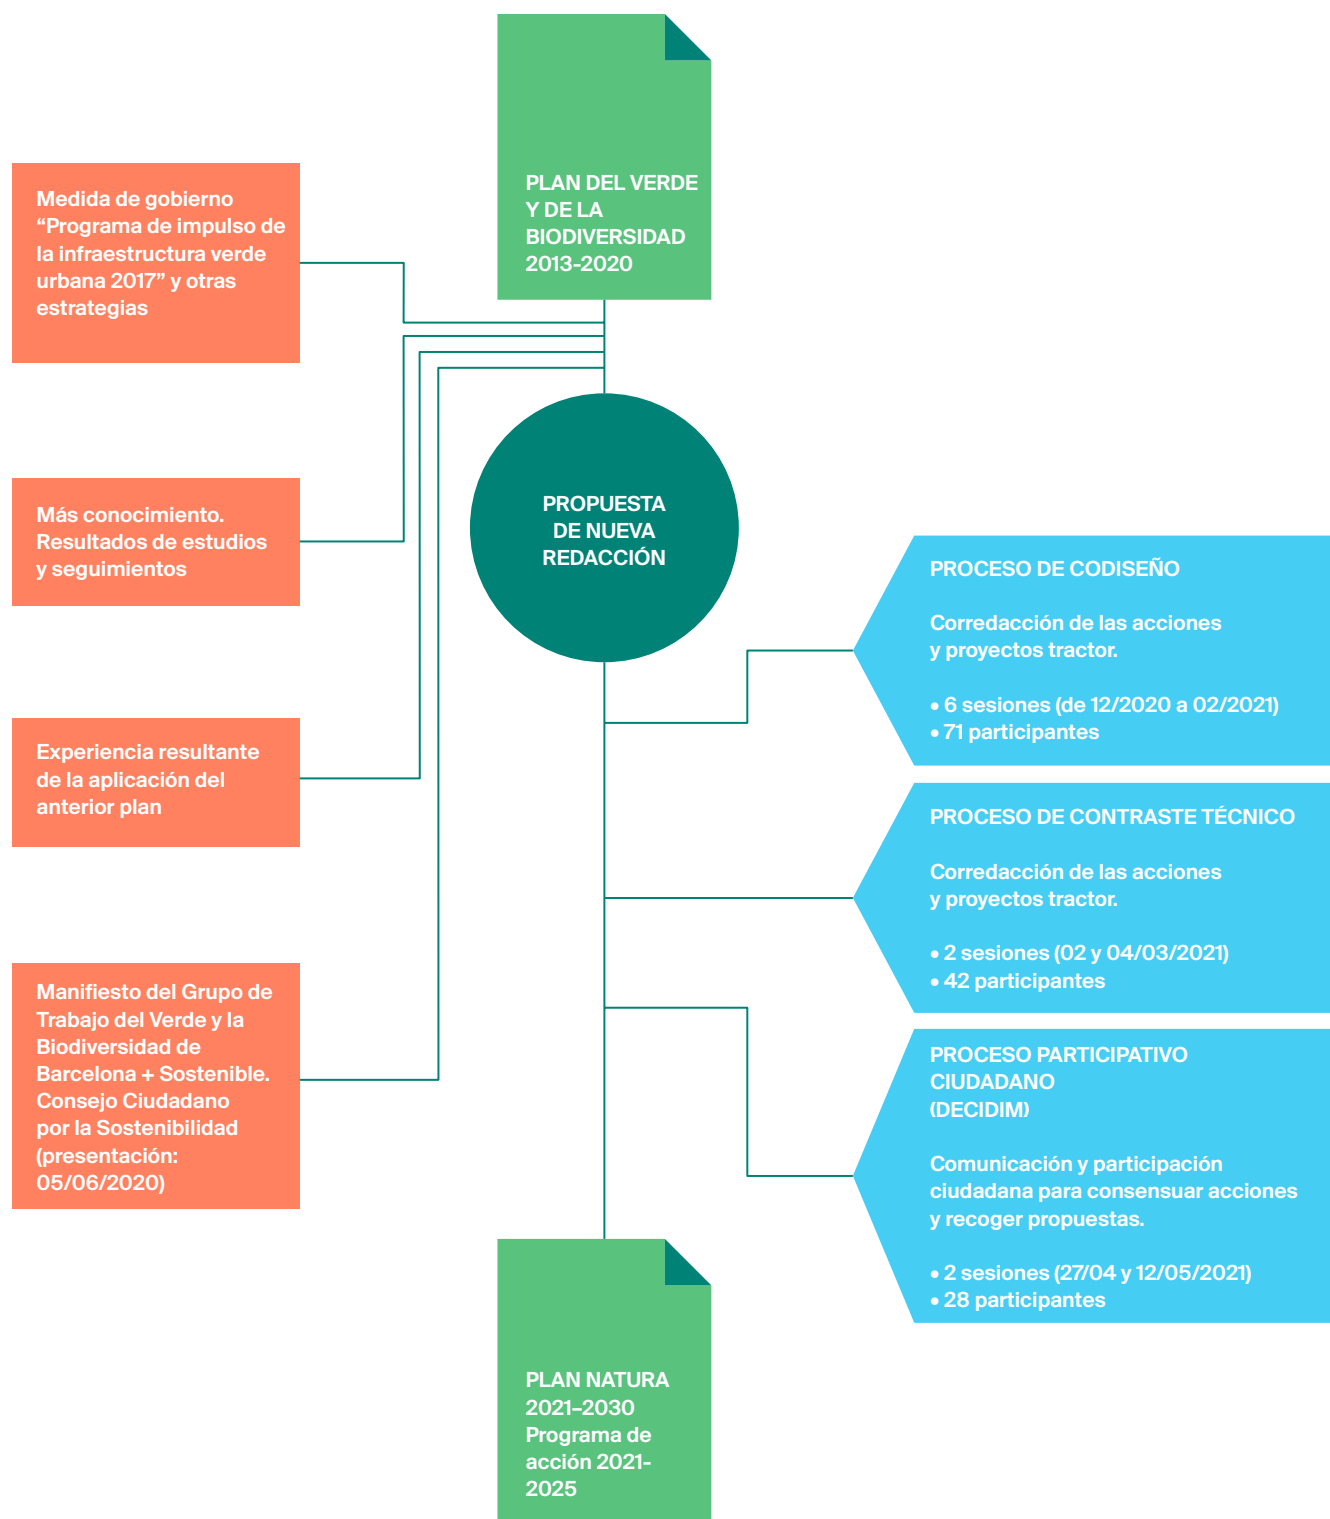 PLAN DEL VERDE
Y DE LA
BIODIVERSIDAD
2013-2020
Medida de gobierno
“Programa de impulso de
la infraestructura verde
urbana 2017” y otras
estrategias
Más conocimiento.
Resultados de estudios
y seguimientos
Experiencia resultante
de la aplicación del
anterior plan
Manifiesto del Grupo de
Trabajo del Verde y la
Biodiversidad de
Barcelona + Sostenible.
Consejo Ciudadano
por la Sostenibilidad
(presentación:
05/06/2020)
PROPUESTA
DE NUEVA
REDACCIÓN
PROCESO DE CODISEÑO
Corredacción de las acciones
y proyectos tractor.
• 6 sesiones (de 12/2020 a 02/2021)
• 71 participantes
PROCESO DE CONTRASTE TÉCNICO
Corredacción de las acciones
y proyectos tractor.
• 2 sesiones (02 y 04/03/2021)
• 42 participantes
PROCESO PARTICIPATIVO
CIUDADANO
(DECIDIM)
Comunicación y participación
ciudadana para consensuar acciones
y recoger propuestas.
• 2 sesiones (27/04 y 12/05/2021)
• 28 participantes
PLAN NATURA
2021–2030
Programa de
acción 2021-
2025